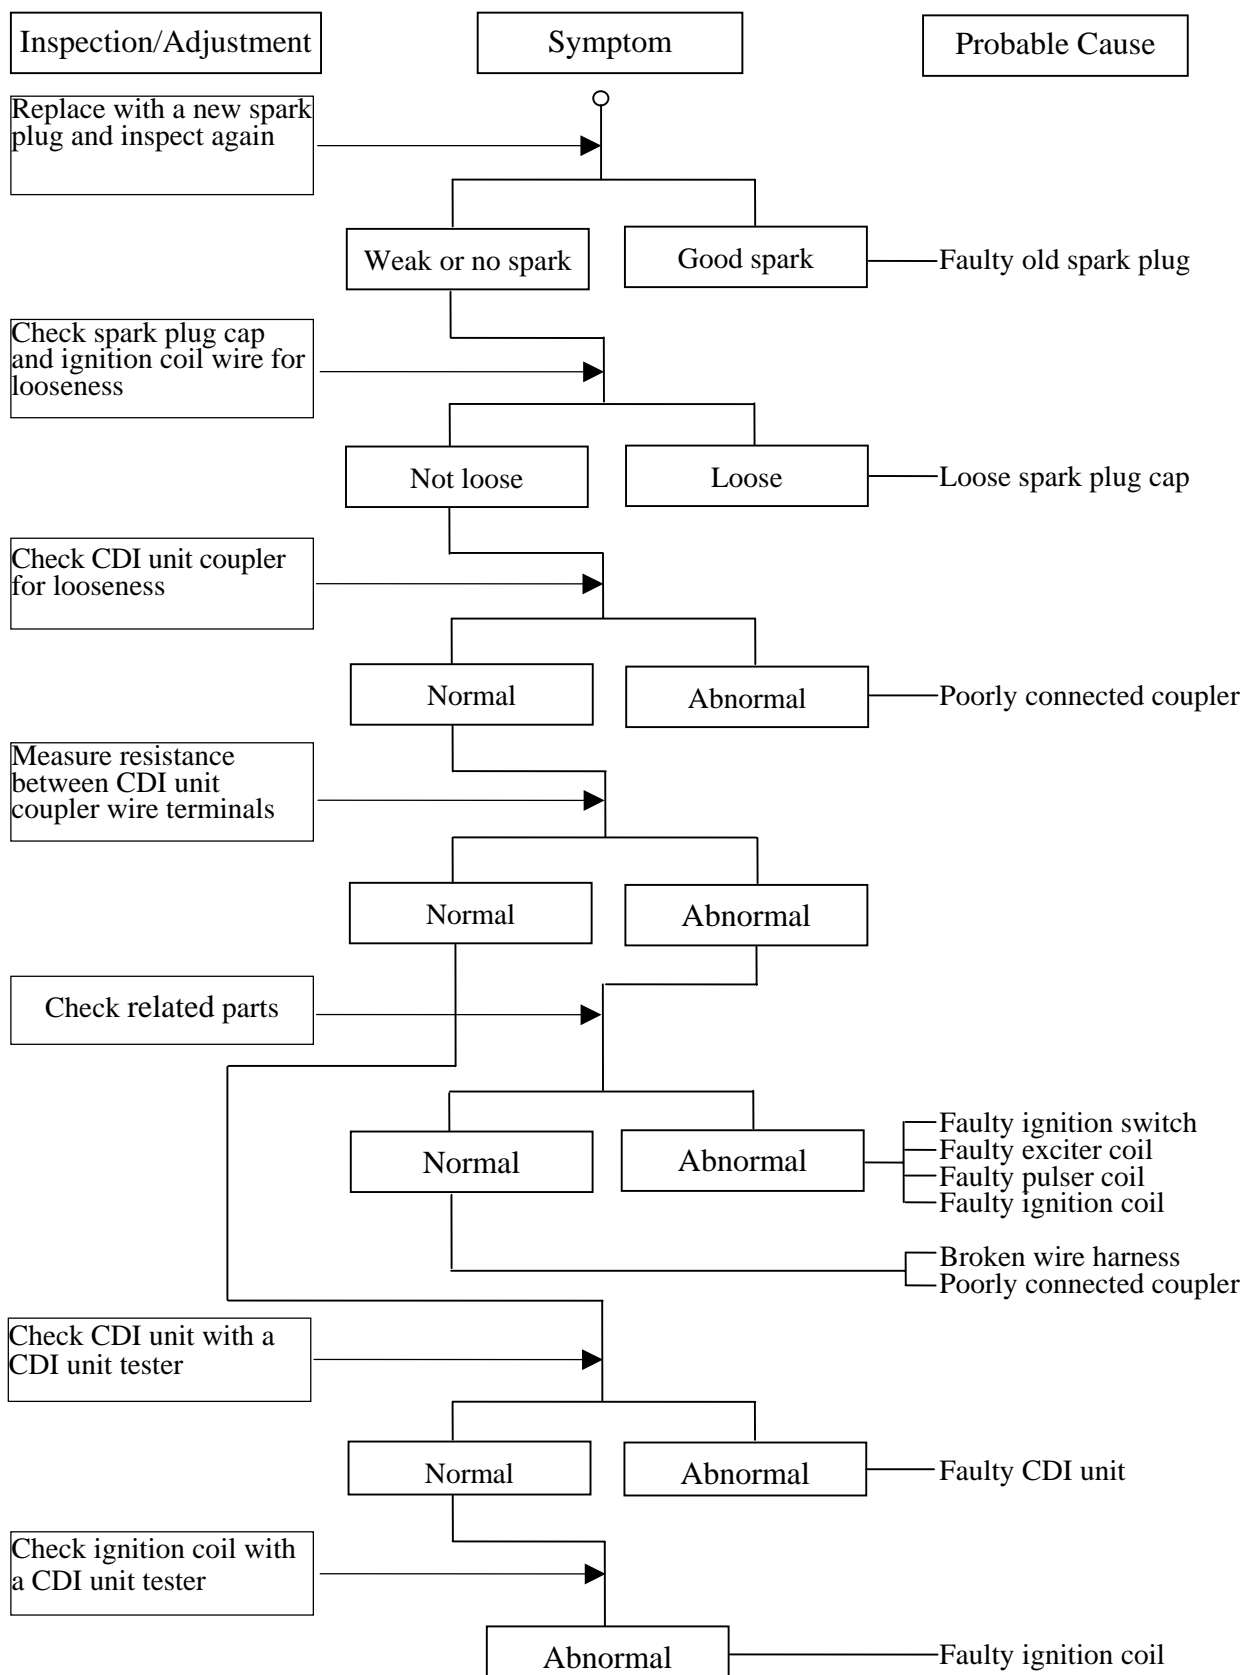 Inspection/Adjustment
Symptom
Probable Cause
Replace with a new spark
plug and inspect again
Weak or no spark
Good spark
Faulty old spark plug
Check spark plug cap
and ignition coil wire for
looseness
Not loose
Loose
Loose spark plug cap
Check CDI unit coupler
for looseness
Normal
Abnormal
Poorly connected coupler
Measure resistance
between CDI unit
coupler wire terminals
Normal
Abnormal
Check related parts
Normal
Abnormal
Faulty ignition switch
Faulty exciter coil
Faulty pulser coil
Faulty ignition coil
Broken wire harness
Poorly connected coupler
Check CDI unit with a
CDI unit tester
Normal
Abnormal
Faulty CDI unit
Check ignition coil with
a CDI unit tester
Abnormal
Faulty ignition coil